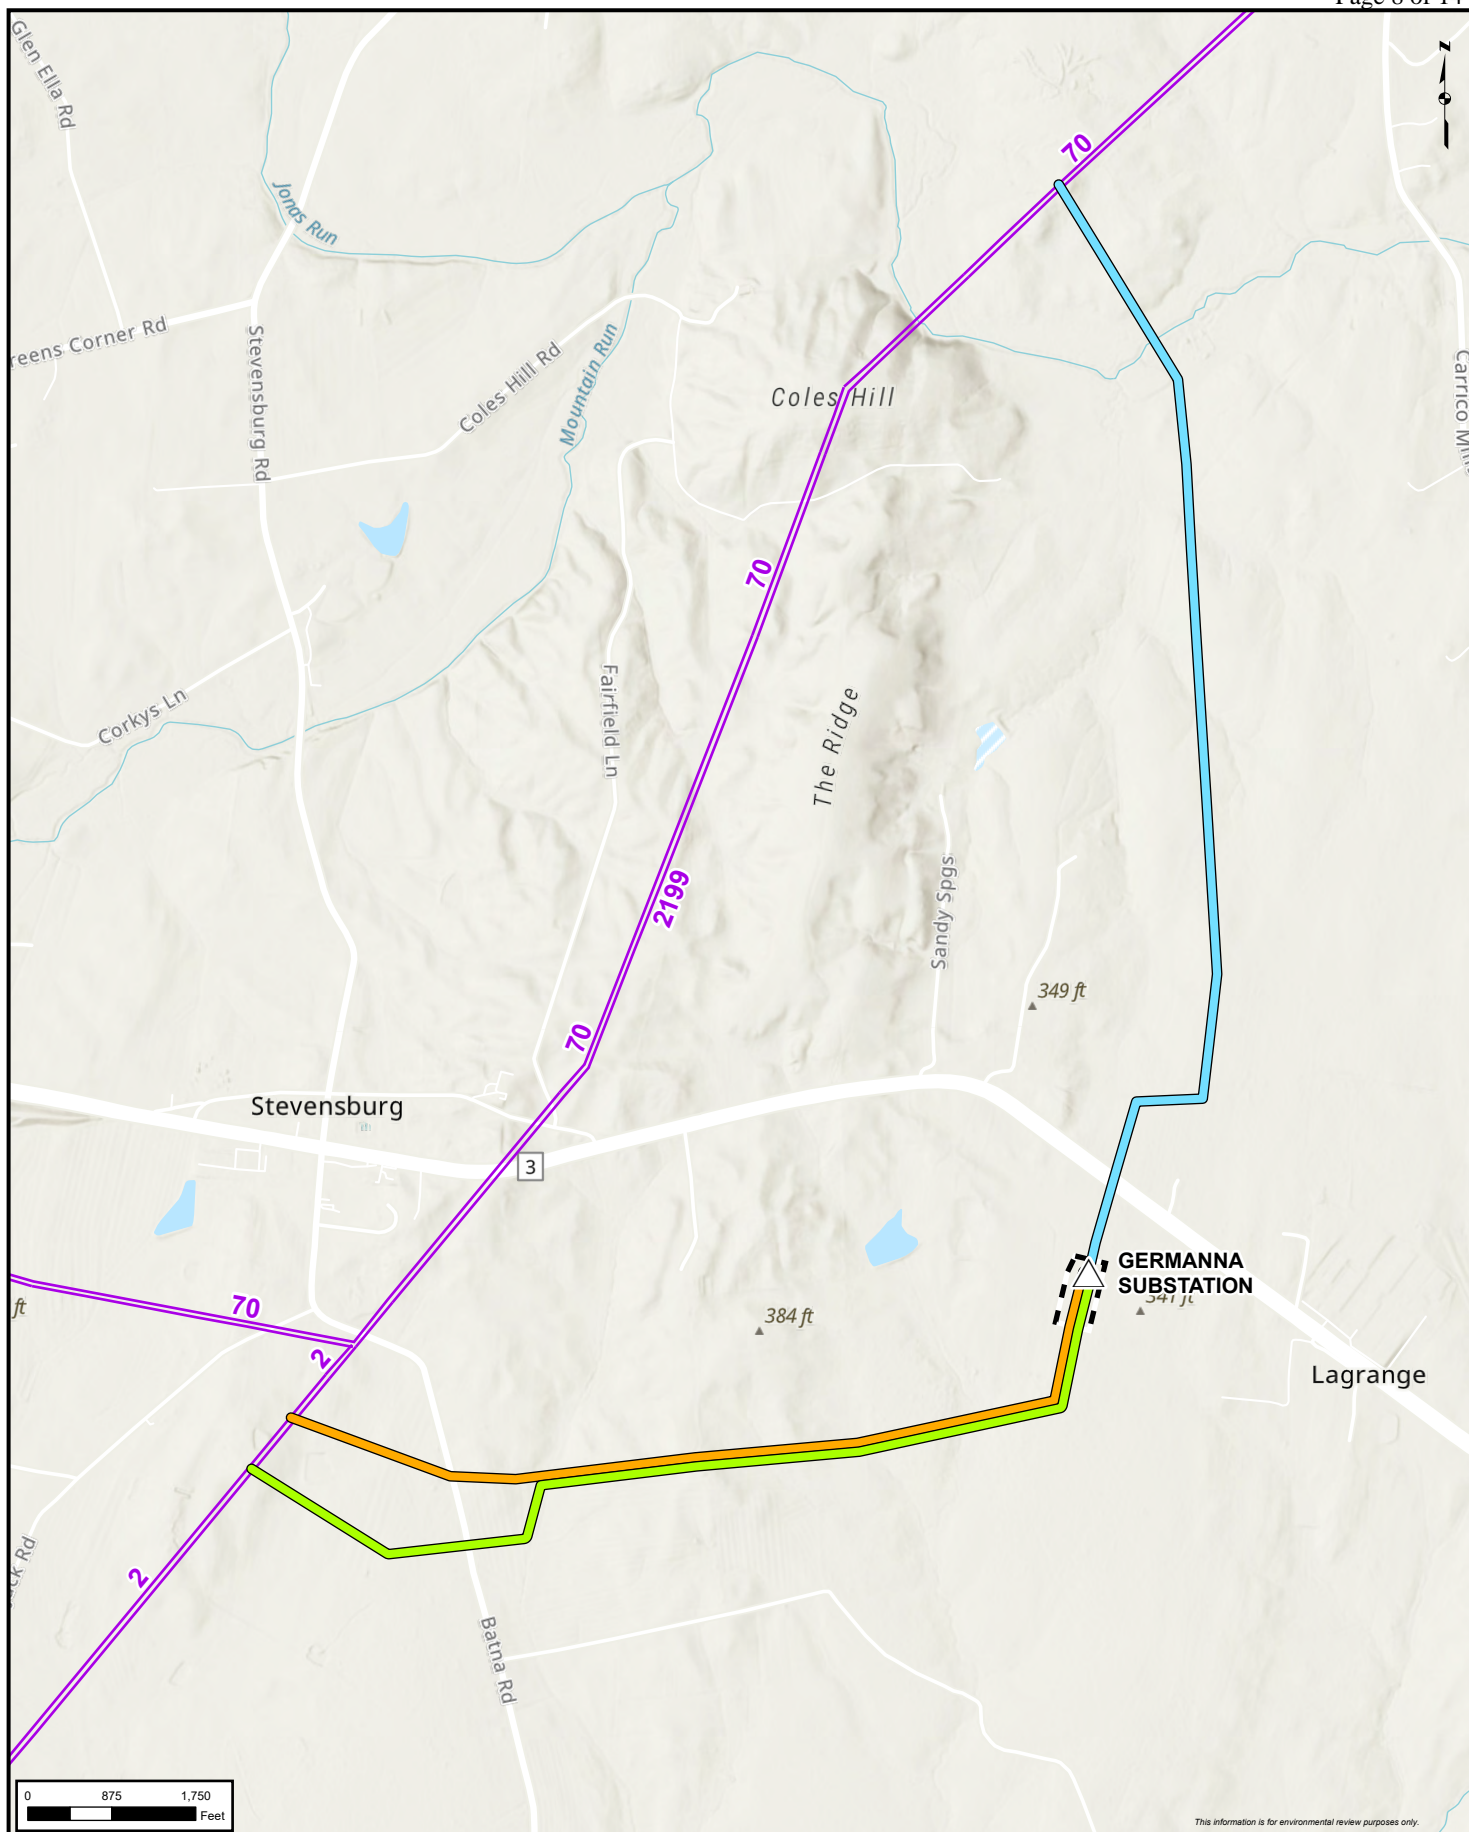 Glen Ella Rd
N
70
Jonas Run
reens Corner Rd
Stevensburg Rd
Coles Hill Rd
Mountain Run
Coles Hill
70
Corkys Ln
Fairfield Ln
The Ridge
2199
Sandy Spgs
349 ft
70
Stevensburg
3
GERMANNA
SUBSTATION
70
ft
384 ft
2
Lagrange
2
Batna Rd
0 875 1,750
Feet
This information is for environmental review purposes only.